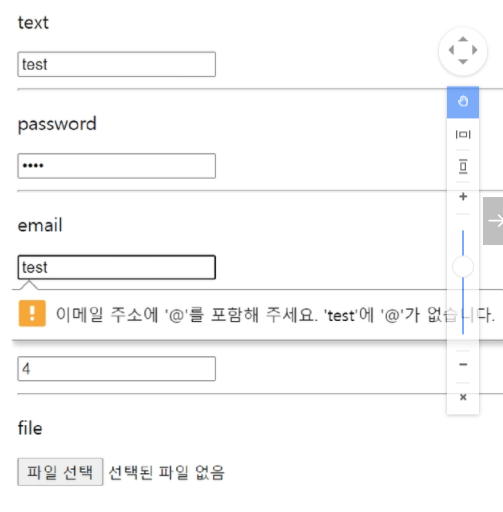 text
test
password
••••
email
test
이메일 주소에 '@'를 포함해 주세요. 'test'에 '@'가 없습니다.
4
file
파일 선택 선택된 파일 없음